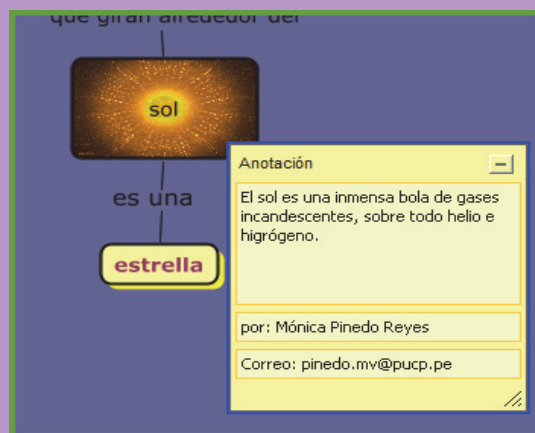 que giran alrededor del
sol
es una
estrella
Anotación
El sol es una inmensa bola de gases
incandescentes, sobre todo helio e
higrógeno.
por: Mónica Pinedo Reyes
Correo: pinedo.mv@pucp.pe